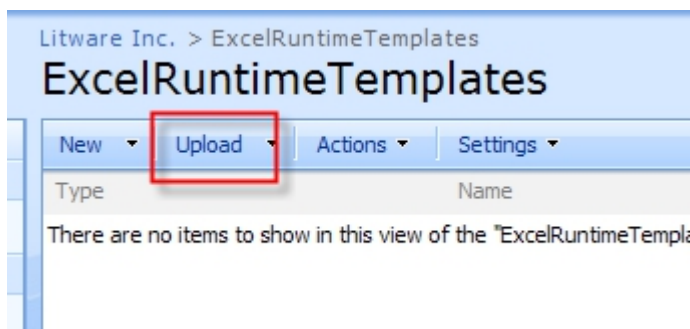 Litware Inc. > ExcelRuntimeTemplates
ExcelRuntimeTemplates
New Upload Actions Settings
Type Name
There are no items to show in this view of the "ExcelRuntimeTempla